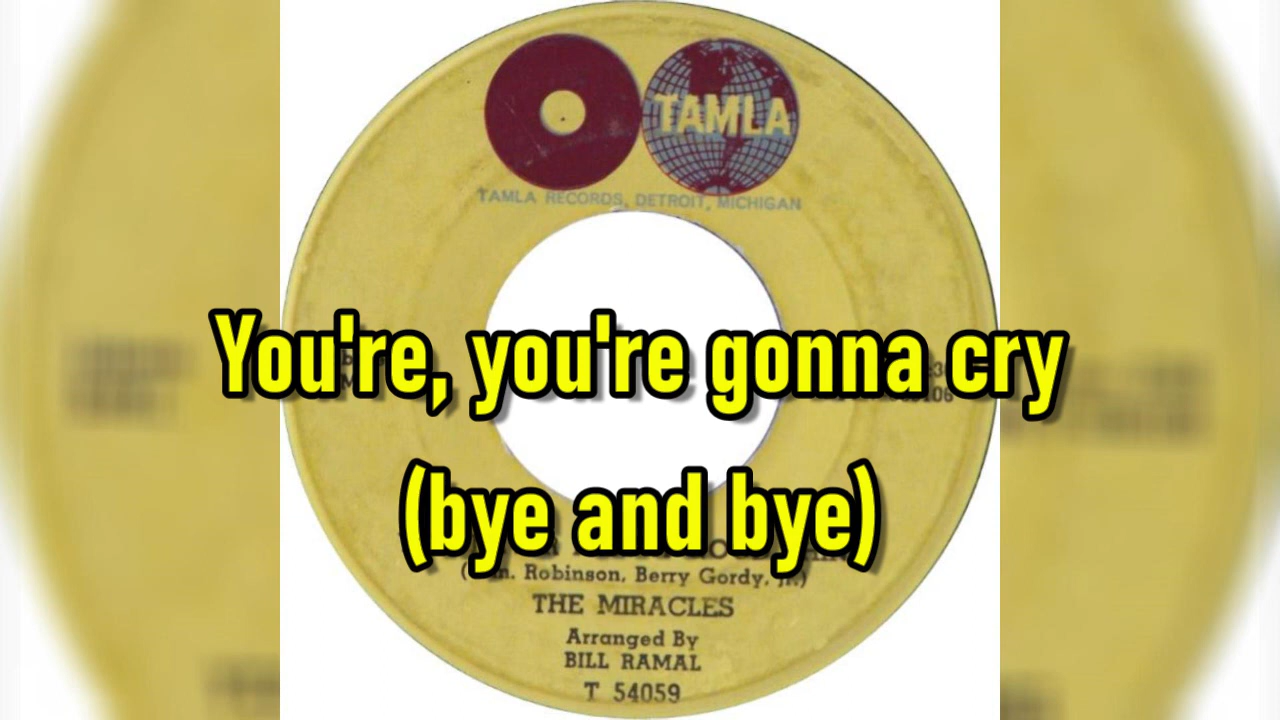 TAMLA
TAMLA RECORDS, DETROIT, MICHIGAN
You're, you're gonna cry
(bye and bye)
Robinson, Berry Gordy, Jr.)
THE MIRACLES
Arranged By
BILL RAMAL
T 54059